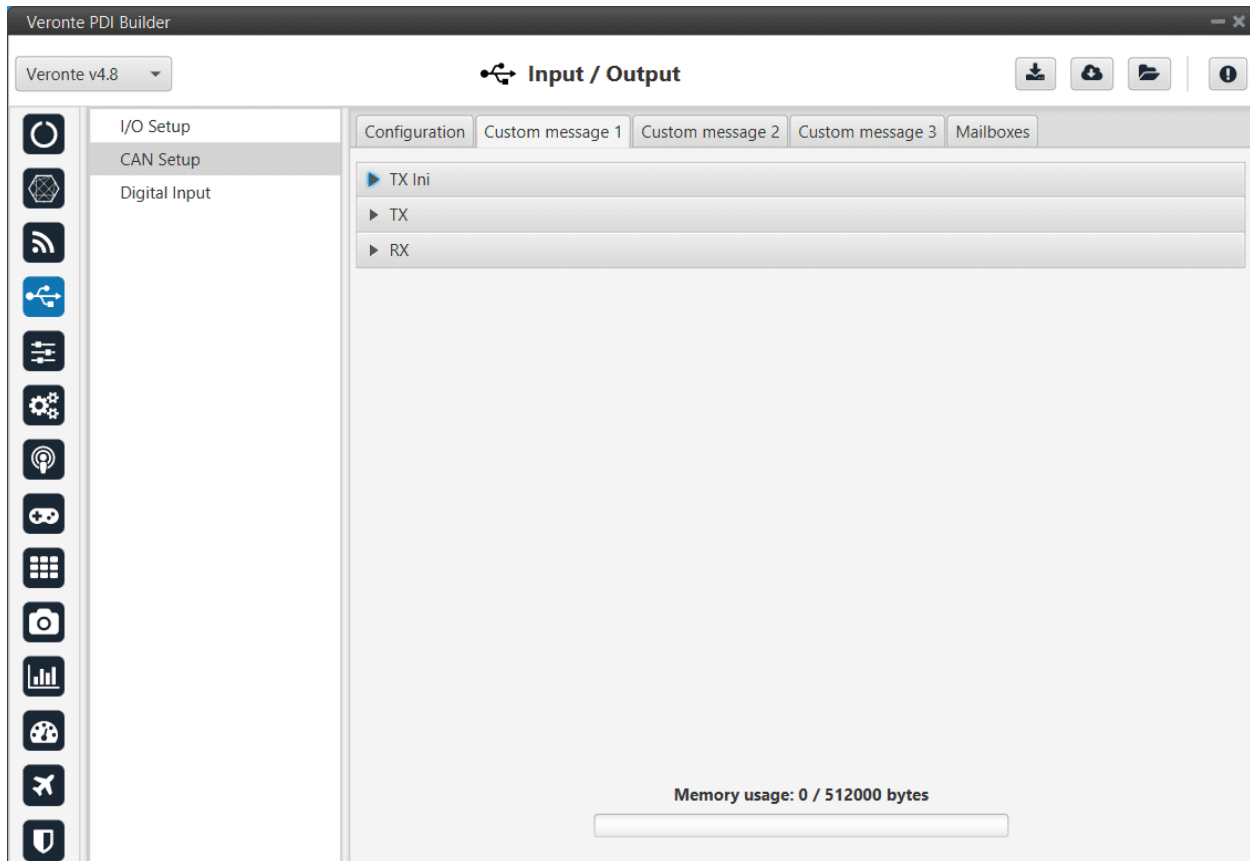 Veronte PDI Builder
Veronte v4.8
Input / Output
I/O Setup
CAN Setup
Digital Input
Configuration Custom message 1 Custom message 2 Custom message 3 Mailboxes
TX Ini
TX
RX
Memory usage: 0 / 512000 bytes